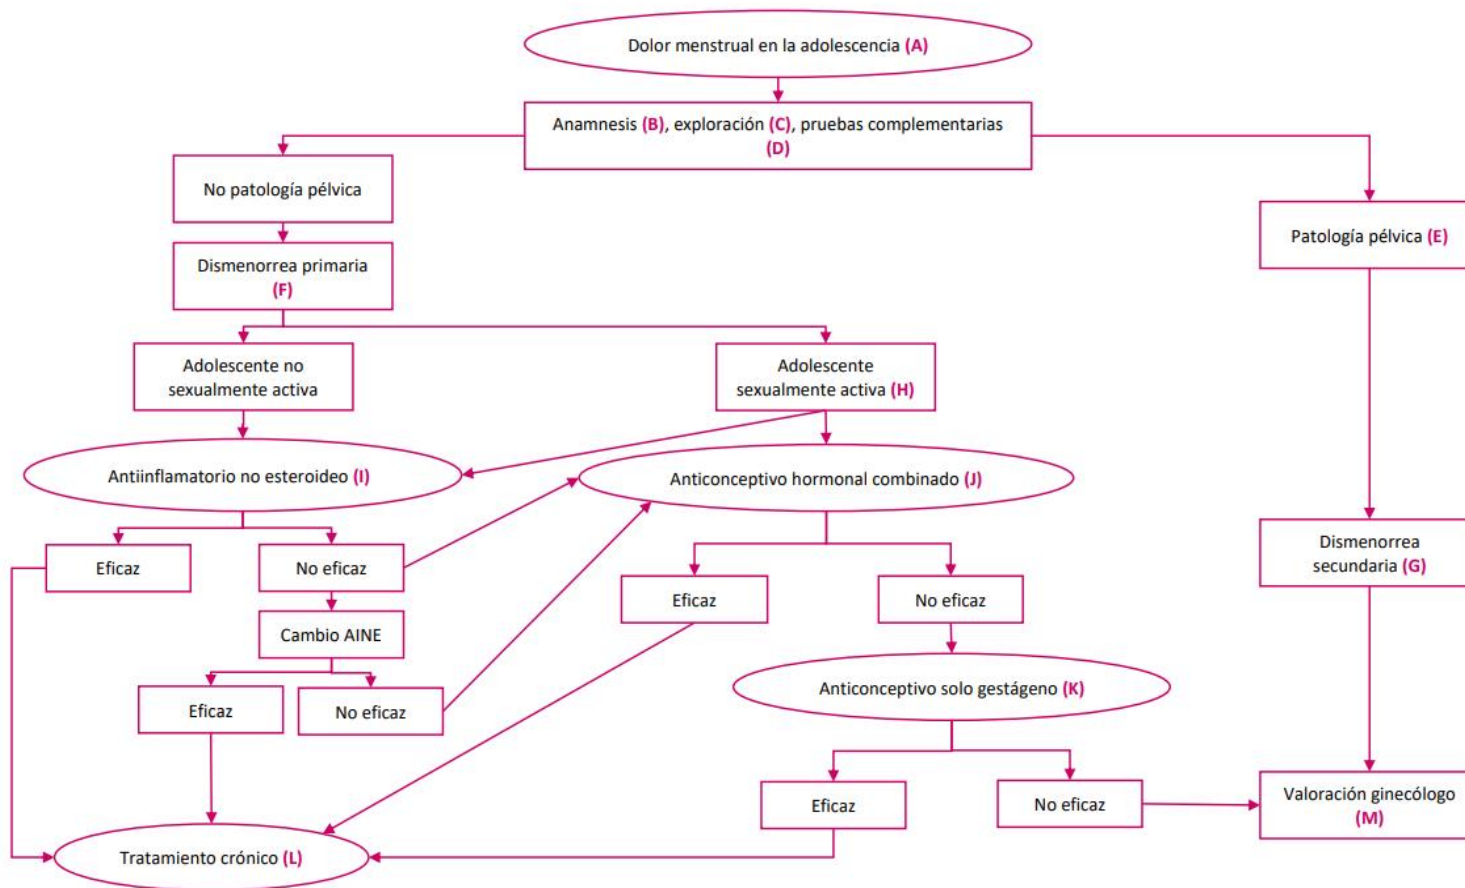 Dolor menstrual en la adolescencia (A)
Anamnesis (B), exploración (C), pruebas complementarias
(D)
No patología pélvica
Patología pélvica (E)
Dismenorrea primaria
(F)
Adolescente no
sexualmente activa
Adolescente
sexualmente activa (H)
Antiinflamatorio no esteroideo (I)
Anticonceptivo hormonal combinado (J)
Eficaz
No eficaz
Dismenorrea
secundaria (G)
Eficaz
No eficaz
Cambio AINE
Eficaz
No eficaz
Anticonceptivo solo gestágeno (K)
Eficaz
No eficaz
Valoración ginecólogo
(M)
Tratamiento crónico (L)